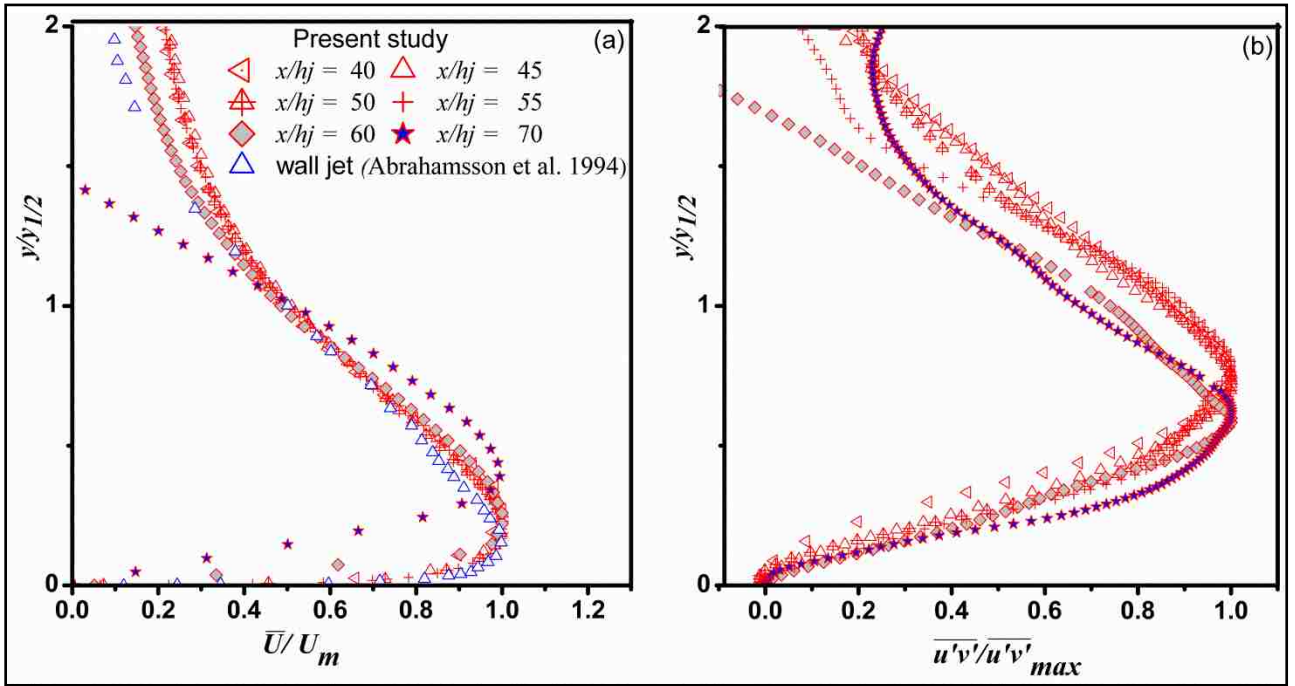 (a)
Present study
x/hj = 40 x/hj = 45
x/hj = 50 x/hj = 55
x/hj = 60 x/hj = 70
wall jet (Abrahamsson et al. 1994)
2
1
0
y/y1/2
0.0 0.2 0.4 0.6 0.8 1.0 1.2
U̅/U_m
(b)
2
1
0
y/y1/2
0.0 0.2 0.4 0.6 0.8 1.0
u'v'/u'v'max